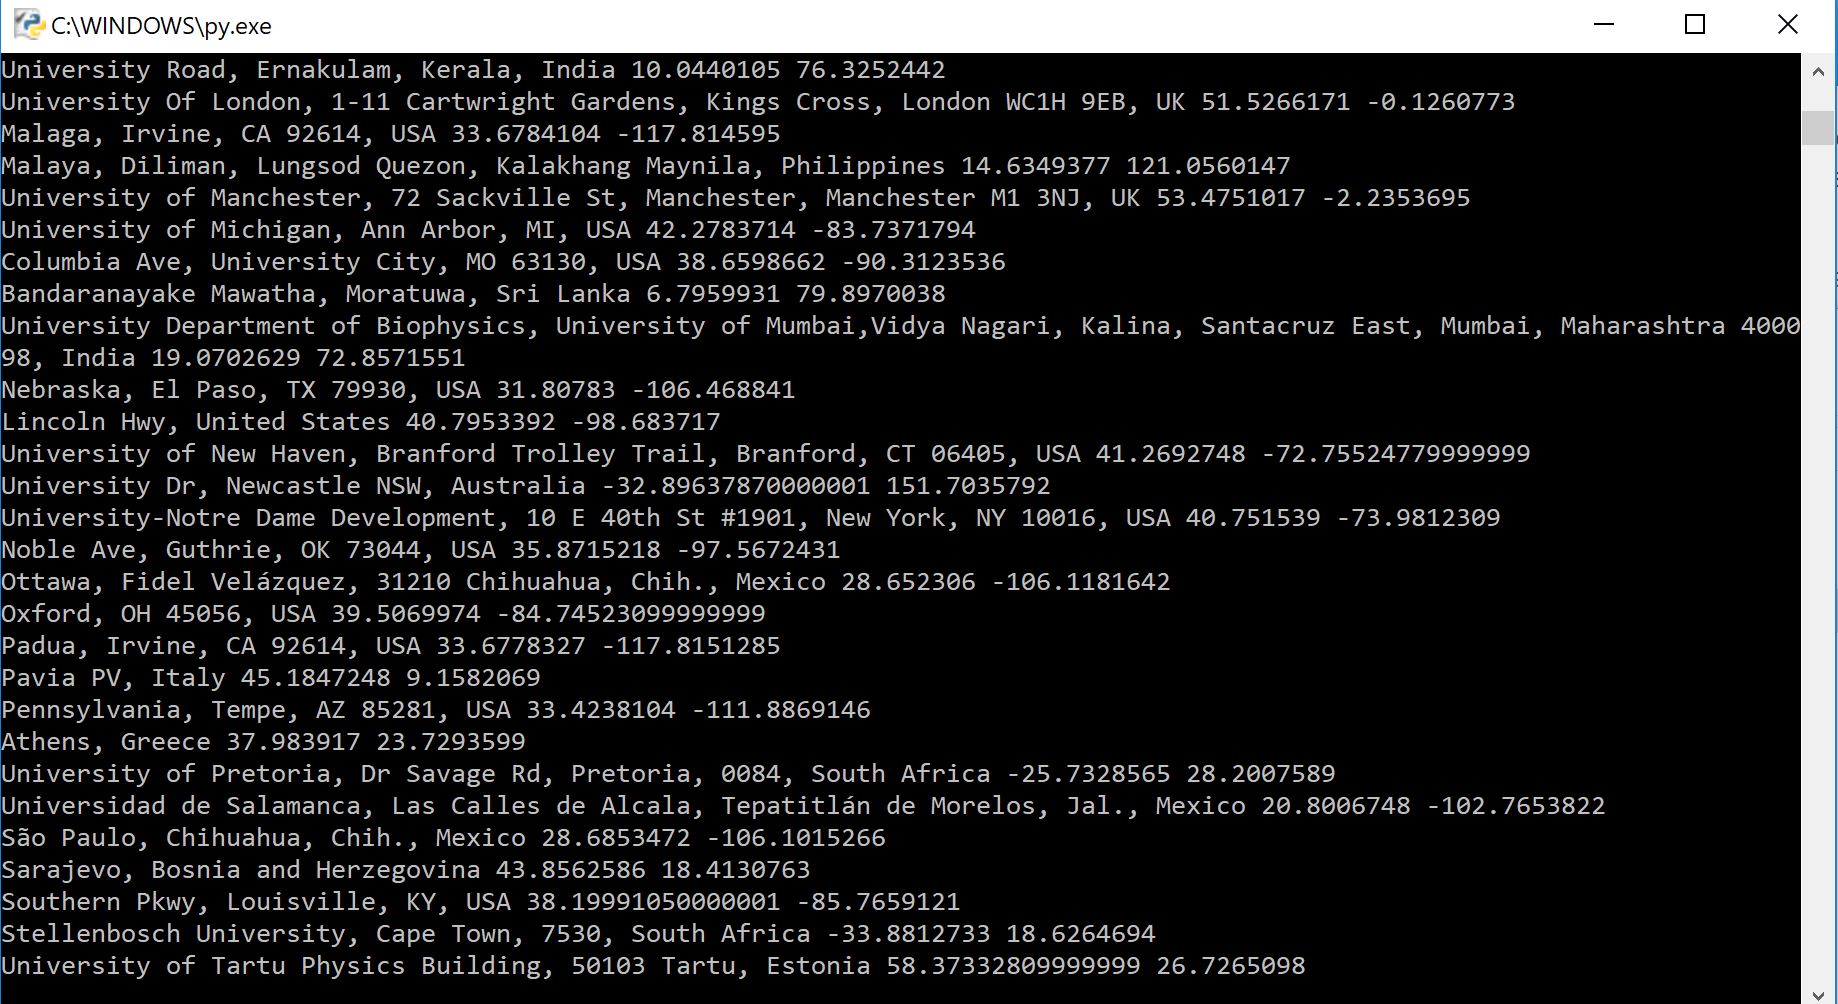 C:\WINDOWS\py.exe
University Road, Ernakulam, Kerala, India 10.0440105 76.3252442
University Of London, 1-11 Cartwright Gardens, Kings Cross, London WC1H 9EB, UK 51.5266171 -0.1260773
Malaga, Irvine, CA 92614, USA 33.6784104 -117.814595
Malaya, Diliman, Lungsod Quezon, Kalakhang Maynila, Philippines 14.6349377 121.0560147
University of Manchester, 72 Sackville St, Manchester, Manchester M1 3NJ, UK 53.4751017 -2.2353695
University of Michigan, Ann Arbor, MI, USA 42.2783714 -83.7371794
Columbia Ave, University City, MO 63130, USA 38.6598662 -90.3123536
Bandaranayake Mawatha, Moratuwa, Sri Lanka 6.7959931 79.8970038
University Department of Biophysics, University of Mumbai,Vidya Nagari, Kalina, Santacruz East, Mumbai, Maharashtra 4000
98, India 19.0702629 72.8571551
Nebraska, El Paso, TX 79930, USA 31.80783 -106.468841
Lincoln Hwy, United States 40.7953392 -98.683717
University of New Haven, Branford Trolley Trail, Branford, CT 06405, USA 41.2692748 -72.75524779999999
University Dr, Newcastle NSW, Australia -32.89637870000001 151.7035792
University-Notre Dame Development, 10 E 40th St #1901, New York, NY 10016, USA 40.751539 -73.9812309
Noble Ave, Guthrie, OK 73044, USA 35.8715218 -97.5672431
Ottawa, Fidel Velázquez, 31210 Chihuahua, Chih., Mexico 28.652306 -106.1181642
Oxford, OH 45056, USA 39.5069974 -84.74523099999999
Padua, Irvine, CA 92614, USA 33.6778327 -117.8151285
Pavia PV, Italy 45.1847248 9.1582069
Pennsylvania, Tempe, AZ 85281, USA 33.4238104 -111.8869146
Athens, Greece 37.983917 23.7293599
University of Pretoria, Dr Savage Rd, Pretoria, 0084, South Africa -25.7328565 28.2007589
Universidad de Salamanca, Las Calles de Alcala, Tepatitlán de Morelos, Jal., Mexico 20.8006748 -102.7653822
São Paulo, Chihuahua, Chih., Mexico 28.6853472 -106.1015266
Sarajevo, Bosnia and Herzegovina 43.8562586 18.4130763
Southern Pkwy, Louisville, KY, USA 38.19991050000001 -85.7659121
Stellenbosch University, Cape Town, 7530, South Africa -33.8812733 18.6264694
University of Tartu Physics Building, 50103 Tartu, Estonia 58.37332809999999 26.7265098